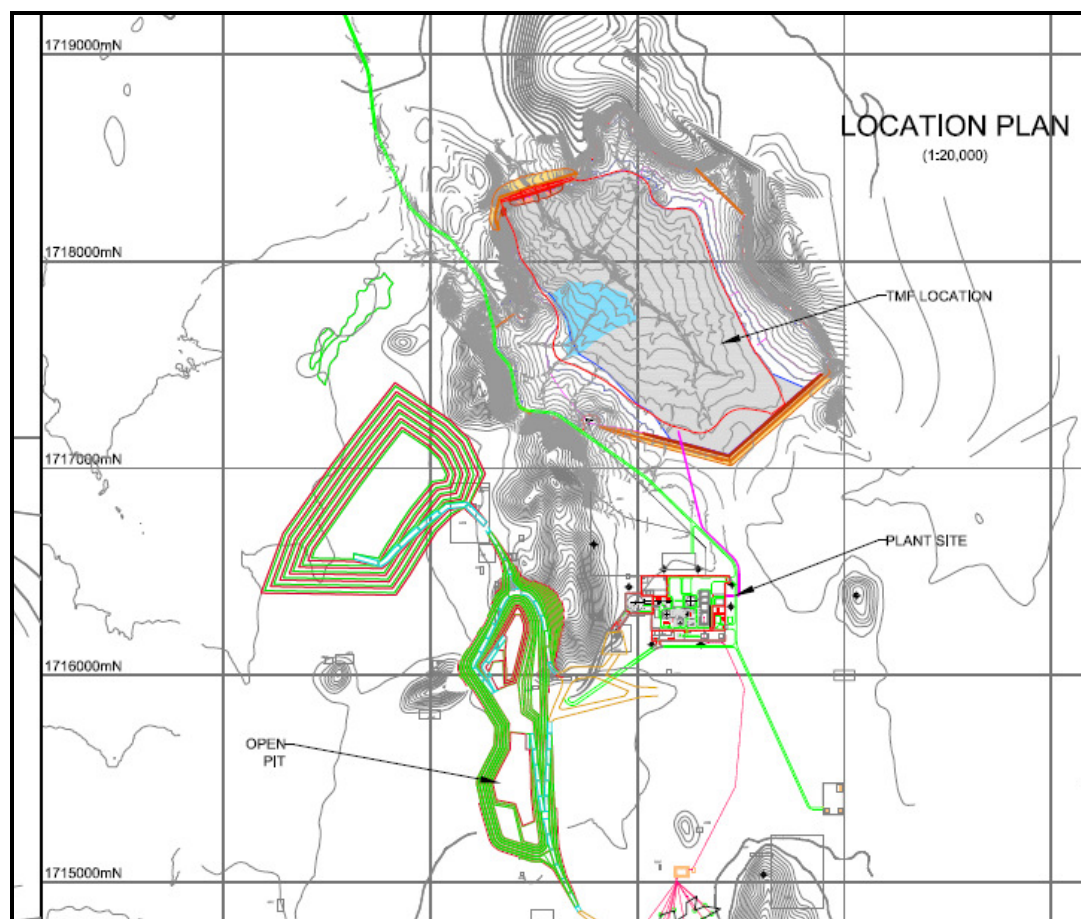 1719000mN
LOCATION PLAN
(1:20,000)
1718000mN
TMF LOCATION
1717000mN
PLANT SITE
1716000mN
OPEN
PIT
1715000mN